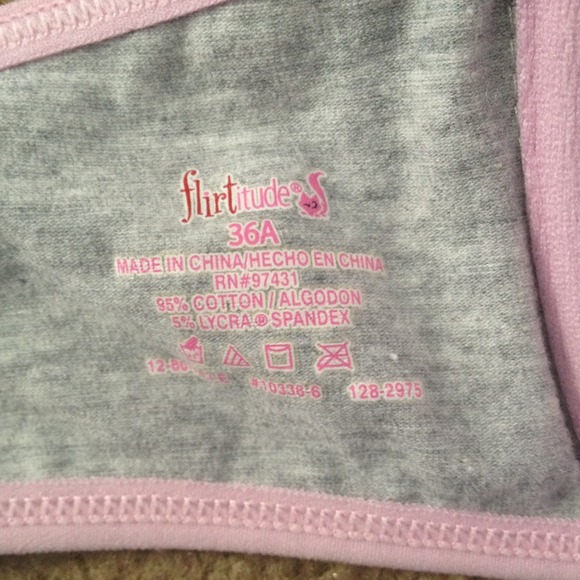 flirtitude®
36A
MADE IN CHINA/HECHO EN CHINA
RN#97431
95% COTTON / ALGODON
5% LYCRA® SPANDEX
#10338-6 128-2975